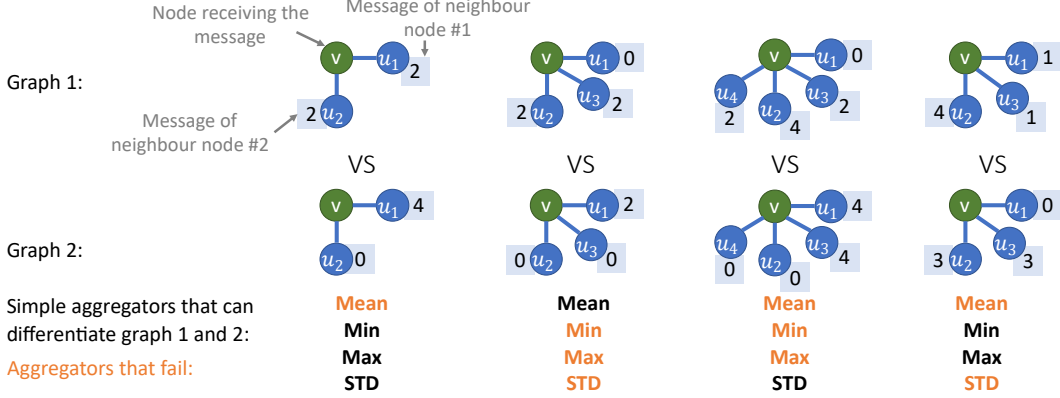 Node receiving the message
Message of neighbour node #1
Graph 1:
v u₁ 2
2 u₂
Message of neighbour node #2
v u₁ 0
2 u₂ u₃ 2
v u₁ 0
u₄ u₃
2 u₂ 2
4
v u₁ 1
4 u₂ u₃
1
VS VS VS VS
Graph 2:
v u₁ 4
u₂ 0
v u₁ 2
0 u₂ u₃ 0
v u₁ 4
u₄ u₃
0 u₂ 4
0
v u₁ 0
3 u₂ u₃ 3
Simple aggregators that can
differentiate graph 1 and 2:
Aggregators that fail:
Mean Mean Mean Mean
Min Min Min Min
Max Max Max Max
STD STD STD STD